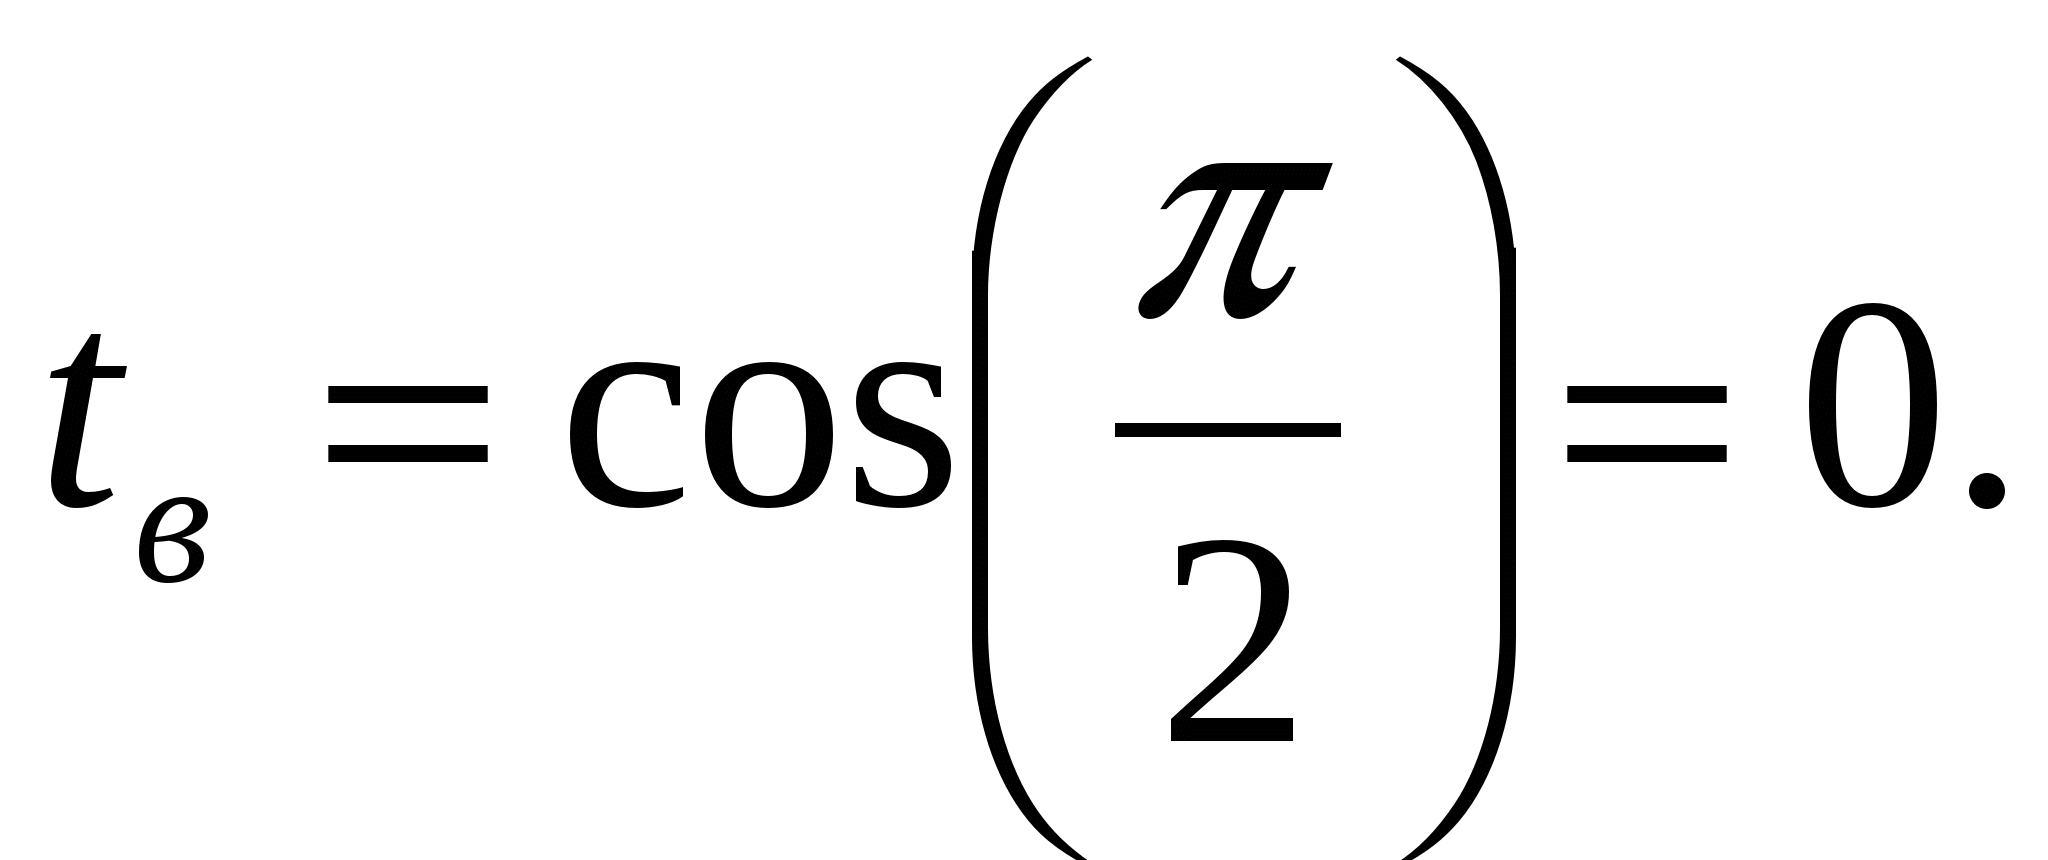 t_в = cos(π/2) = 0.